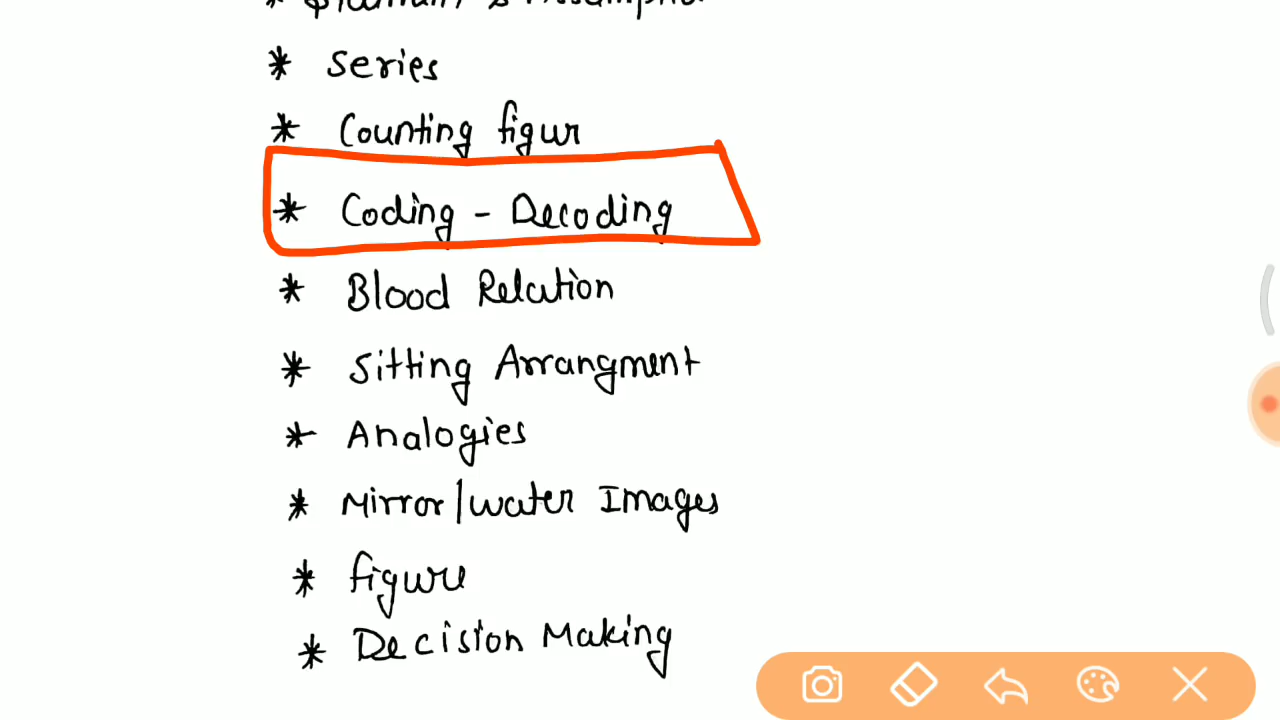 * Series
* Counting figur
* Coding - Decoding
* Blood Relation
* Sitting Arrangment
* Analogies
* Mirror/water Images
* figure
* Decision Making